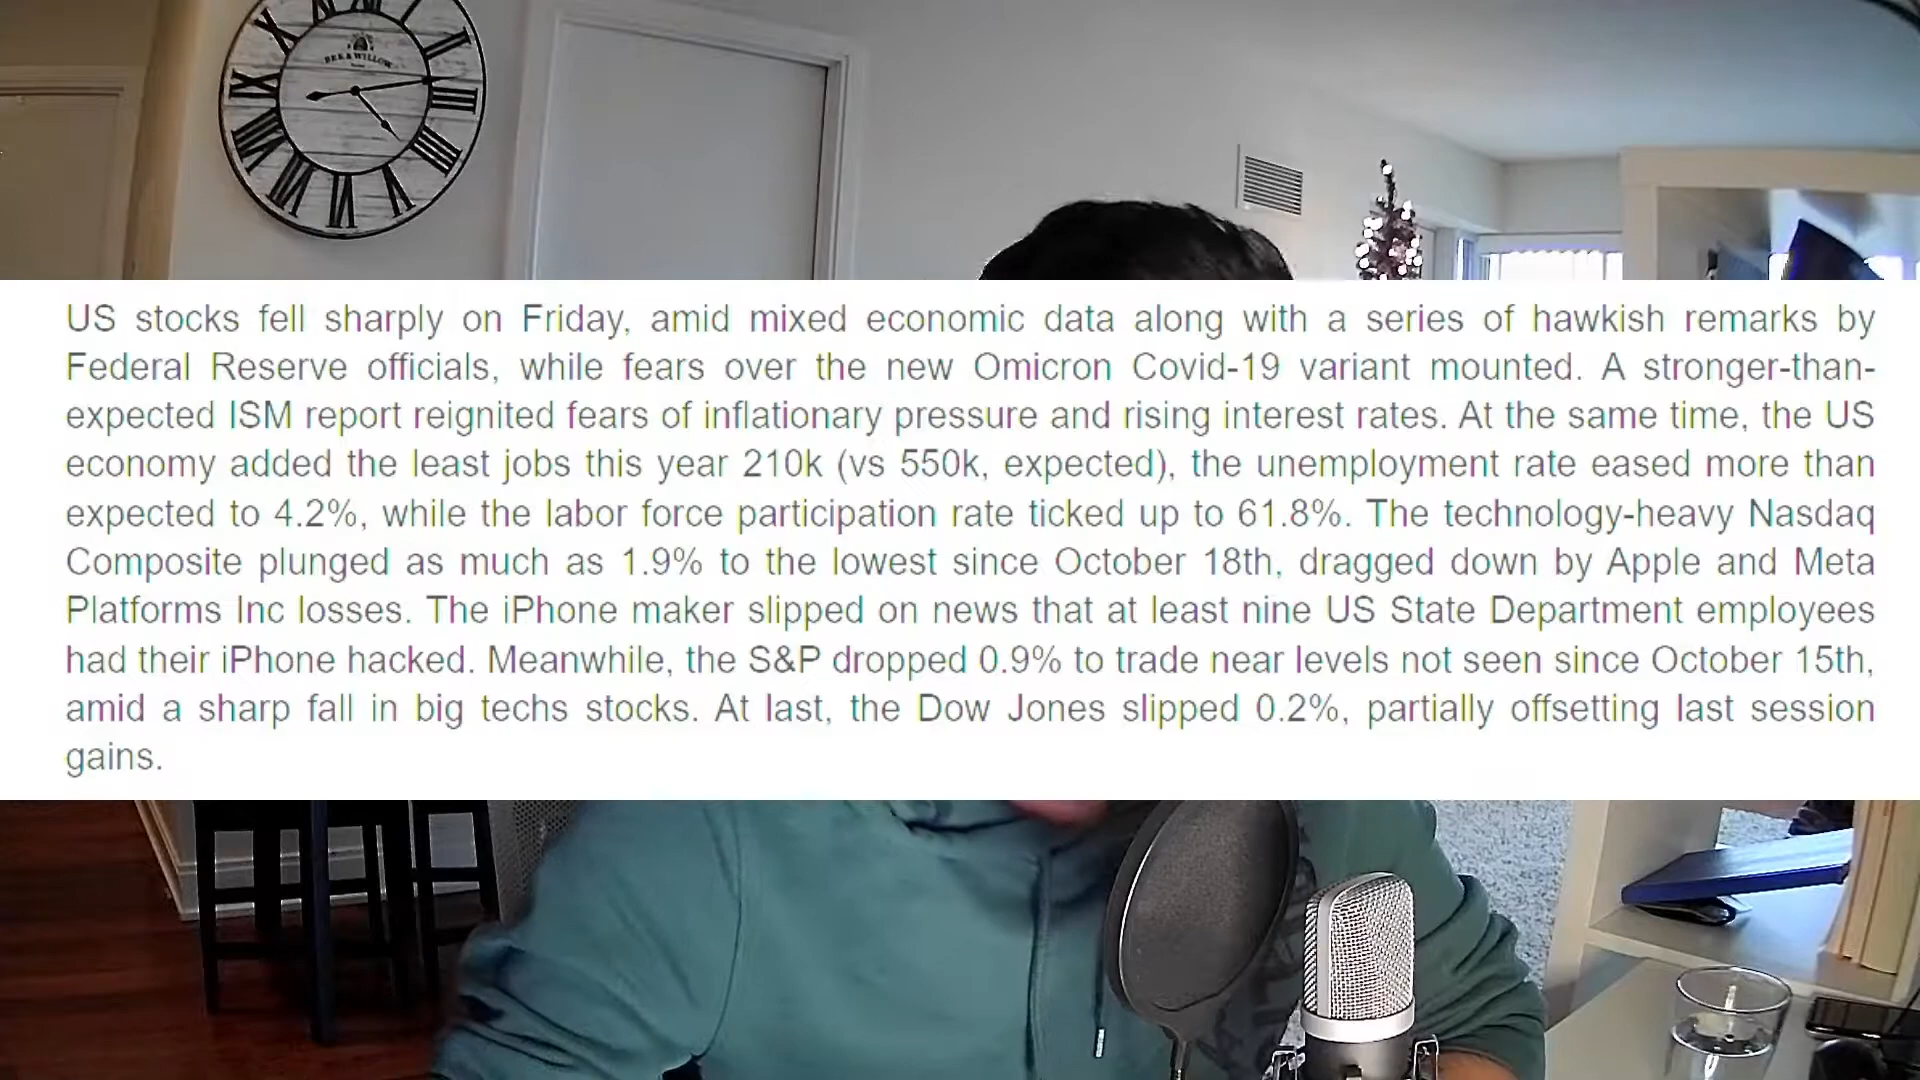 BEE & WILLOW
US stocks fell sharply on Friday, amid mixed economic data along with a series of hawkish remarks by
Federal Reserve officials, while fears over the new Omicron Covid-19 variant mounted. A stronger-than-
expected ISM report reignited fears of inflationary pressure and rising interest rates. At the same time, the US
economy added the least jobs this year 210k (vs 550k, expected), the unemployment rate eased more than
expected to 4.2%, while the labor force participation rate ticked up to 61.8%. The technology-heavy Nasdaq
Composite plunged as much as 1.9% to the lowest since October 18th, dragged down by Apple and Meta
Platforms Inc losses. The iPhone maker slipped on news that at least nine US State Department employees
had their iPhone hacked. Meanwhile, the S&P dropped 0.9% to trade near levels not seen since October 15th,
amid a sharp fall in big techs stocks. At last, the Dow Jones slipped 0.2%, partially offsetting last session
gains.